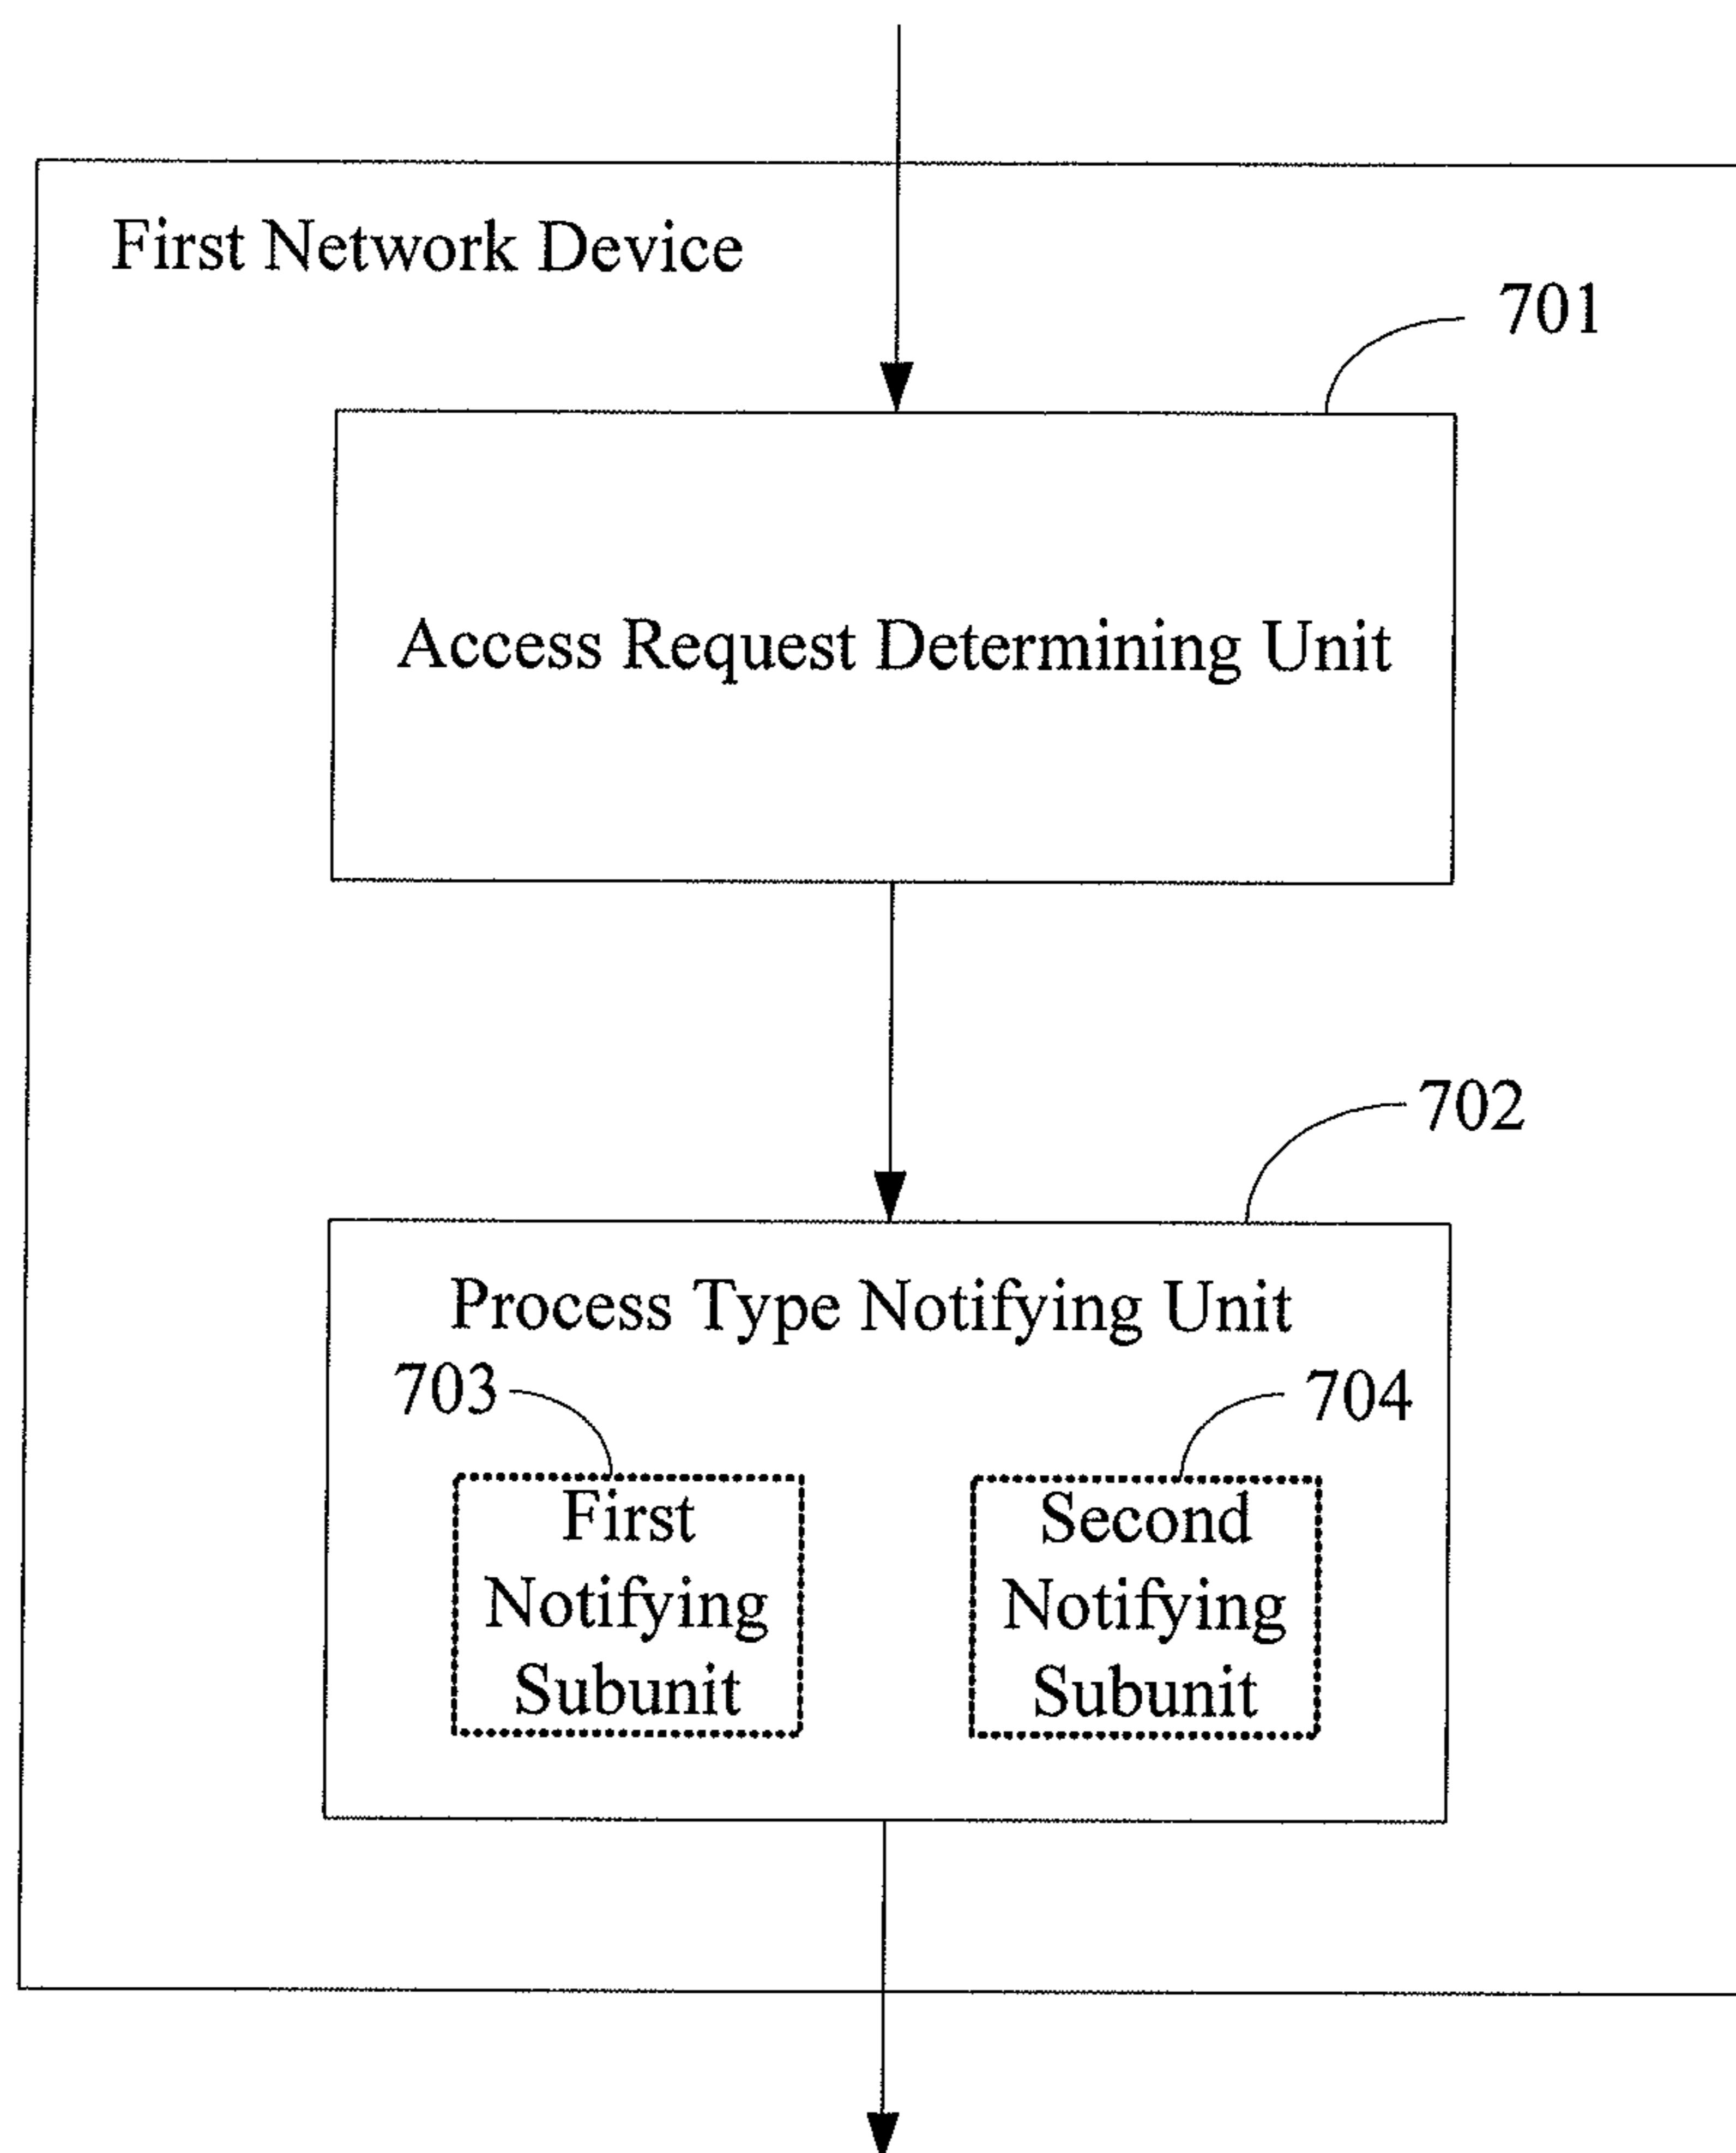 First Network Device
701
Access Request Determining Unit
702
Process Type Notifying Unit
703
704
First
Notifying
Subunit
Second
Notifying
Subunit